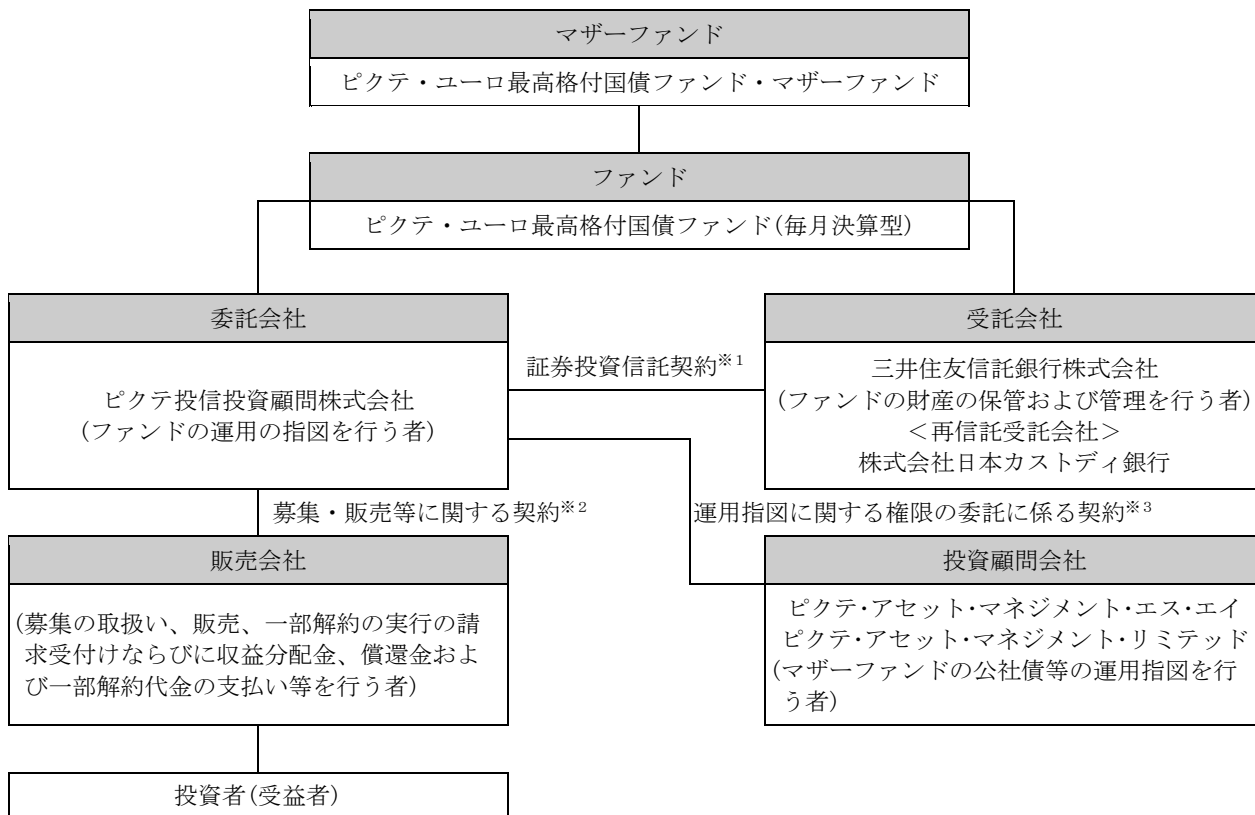 マザーファンド
ピクテ・ユーロ最高格付国債ファンド・マザーファンド
ファンド
ピクテ・ユーロ最高格付国債ファンド(毎月決算型)
委託会社
ピクテ投信投資顧問株式会社
(ファンドの運用の指図を行う者)
証券投資信託契約※1
受託会社
三井住友信託銀行株式会社
(ファンドの財産の保管および管理を行う者)
＜再信託受託会社＞
株式会社日本カストディ銀行
募集・販売等に関する契約※2
運用指図に関する権限の委託に係る契約※3
販売会社
(募集の取扱い、販売、一部解約の実行の請
求受付けならびに収益分配金、償還金およ
び一部解約代金の支払い等を行う者)
投資顧問会社
ピクテ･アセット･マネジメント･エス･エイ
ピクテ･アセット･マネジメント･リミテッド
(マザーファンドの公社債等の運用指図を行
う者)
投資者(受益者)